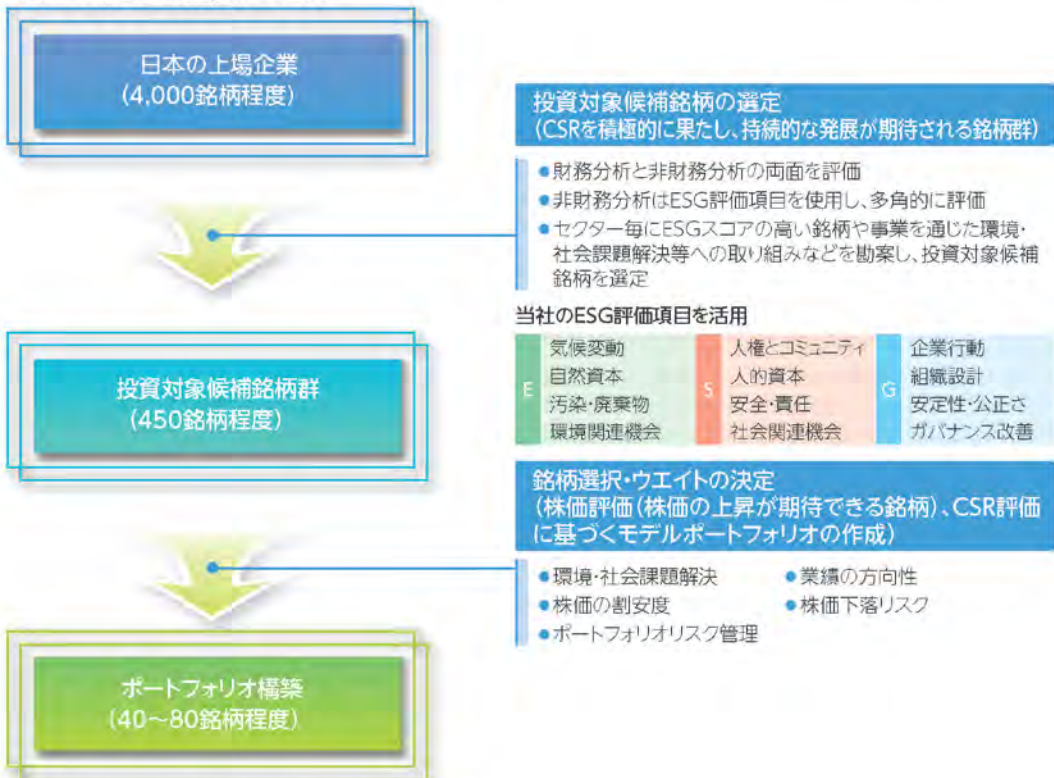 日本の上場企業
(4,000銘柄程度)
投資対象候補銘柄の選定
(CSRを積極的に果たし、持続的な発展が期待される銘柄群)
●財務分析と非財務分析の両面を評価
●非財務分析はESG評価項目を使用し、多角的に評価
●セクター毎にESGスコアの高い銘柄や事業を通じた環境・
社会課題解決等への取り組みなどを勘案し、投資対象候補
銘柄を選定
当社のESG評価項目を活用
E
気候変動
自然資本
汚染・廃棄物
環境関連機会
S
人権とコミュニティ
人的資本
安全・責任
社会関連機会
G
企業行動
組織設計
安定性・公正さ
ガバナンス改善
投資対象候補銘柄群
(450銘柄程度)
銘柄選択・ウエイトの決定
(株価評価(株価の上昇が期待できる銘柄)、CSR評価
に基づくモデルポートフォリオの作成)
●環境・社会課題解決
●業績の方向性
●株価の割安度
●株価下落リスク
●ポートフォリオリスク管理
ポートフォリオ構築
(40～80銘柄程度)